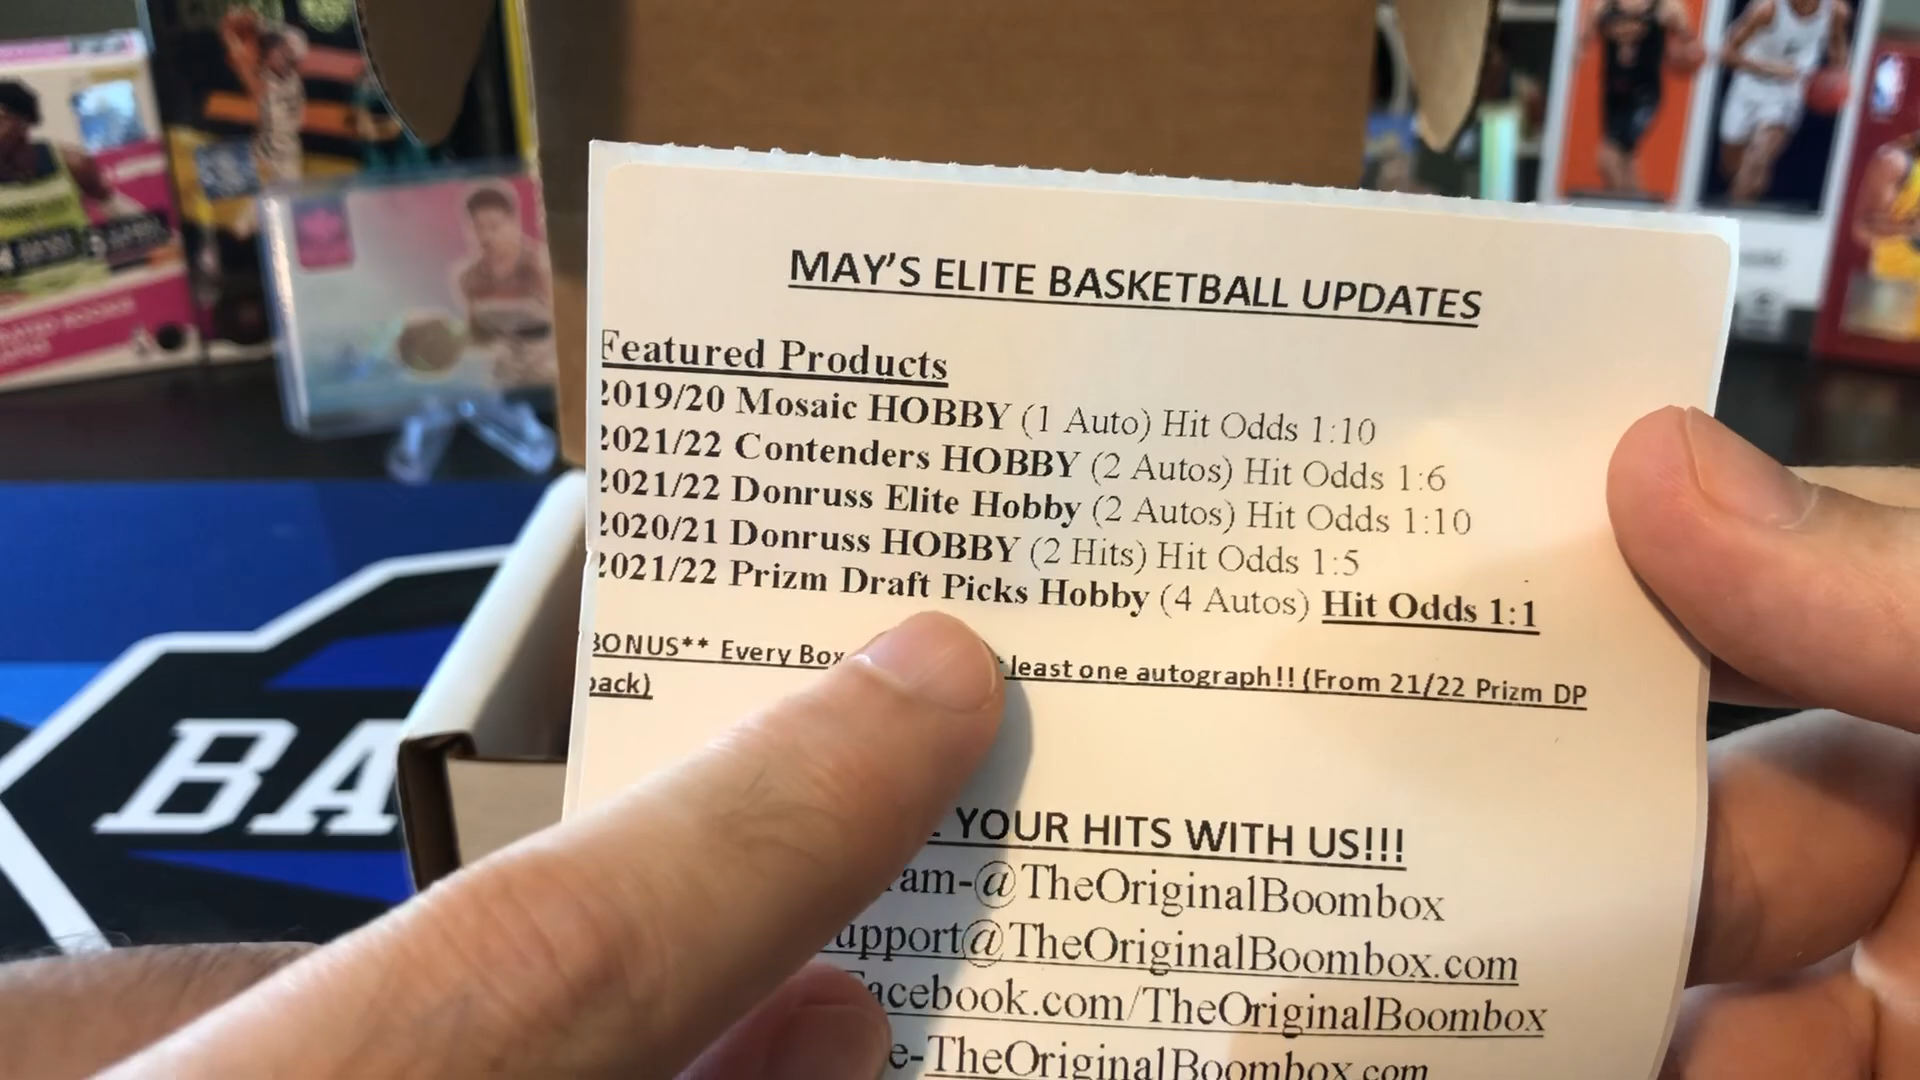 MAY'S ELITE BASKETBALL UPDATES
Featured Products
2019/20 Mosaic HOBBY (1 Auto) Hit Odds 1:10
2021/22 Contenders HOBBY (2 Autos) Hit Odds 1:6
2021/22 Donruss Elite Hobby (2 Autos) Hit Odds 1:10
2020/21 Donruss HOBBY (2 Hits) Hit Odds 1:5
2021/22 Prizm Draft Picks Hobby (4 Autos) Hit Odds 1:1
BONUS** Every Box least one autograph!! (From 21/22 Prizm DP
pack)
YOUR HITS WITH US!!!
am-@TheOriginalBoombox
upport@TheOriginalBoombox.com
acebook.com/TheOriginalBoombox
e-TheOriginalBoombox.com
BA